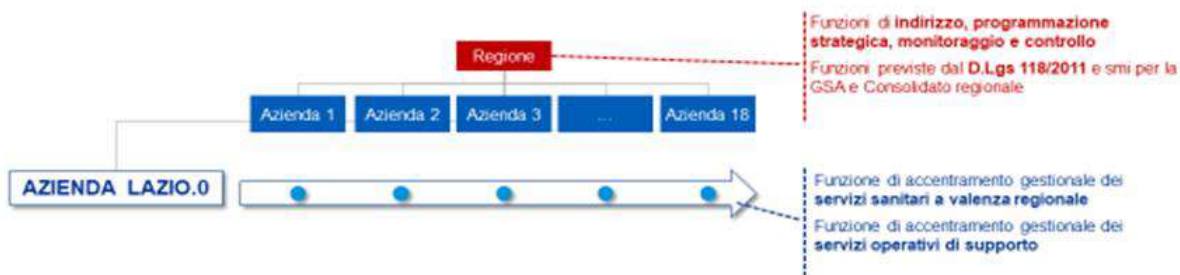 Funzioni di indirizzo, programmazione
strategica, monitoraggio e controllo
Funzioni previste dal D.Lgs 118/2011 e smi per la
GSA e Consolidato regionale
Regione
Azienda 1
Azienda 2
Azienda 3
...
Azienda 18
AZIENDA LAZIO.0
Funzione di accentramento gestionale dei
servizi sanitari a valenza regionale
Funzione di accentramento gestionale dei
servizi operativi di supporto